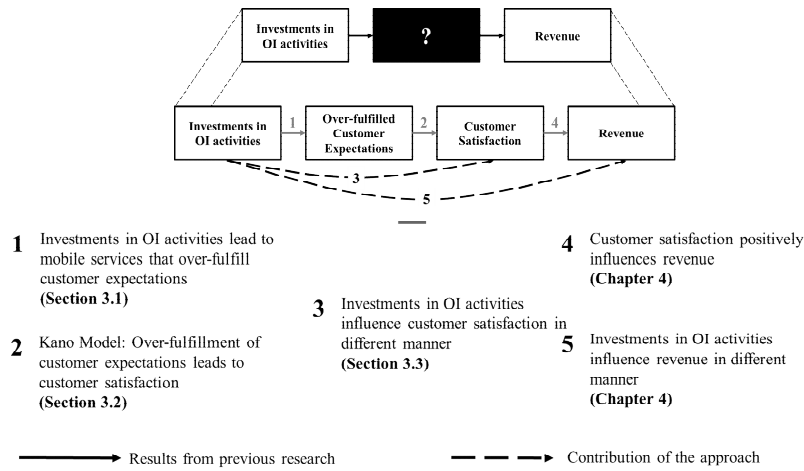 Investments in
OI activities
?
Revenue
Investments in
OI activities
1
Over-fulfilled
Customer
Expectations
2
Customer
Satisfaction
4
Revenue
3
5
1 Investments in OI activities lead to
mobile services that over-fulfill
customer expectations
(Section 3.1)
2 Kano Model: Over-fulfillment of
customer expectations leads to
customer satisfaction
(Section 3.2)
3 Investments in OI activities
influence customer satisfaction in
different manner
(Section 3.3)
4 Customer satisfaction positively
influences revenue
(Chapter 4)
5 Investments in OI activities
influence revenue in different
manner
(Chapter 4)
Results from previous research
Contribution of the approach